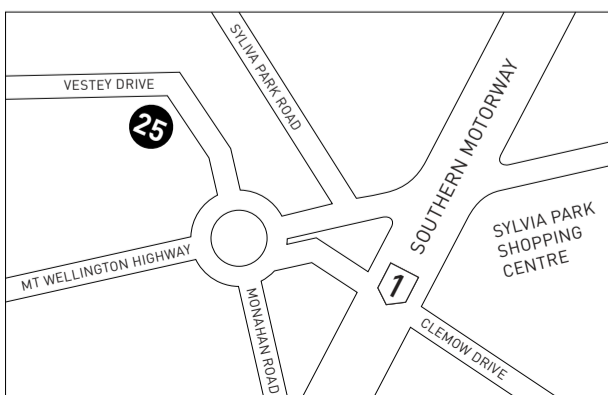 VESTEY DRIVE
25
SYLIVA PARK ROAD
SOUTHERN MOTORWAY
SYLVIA PARK
SHOPPING
CENTRE
MT WELLINGTON HIGHWAY
1
MONAHAN ROAD
CLEMOW DRIVE